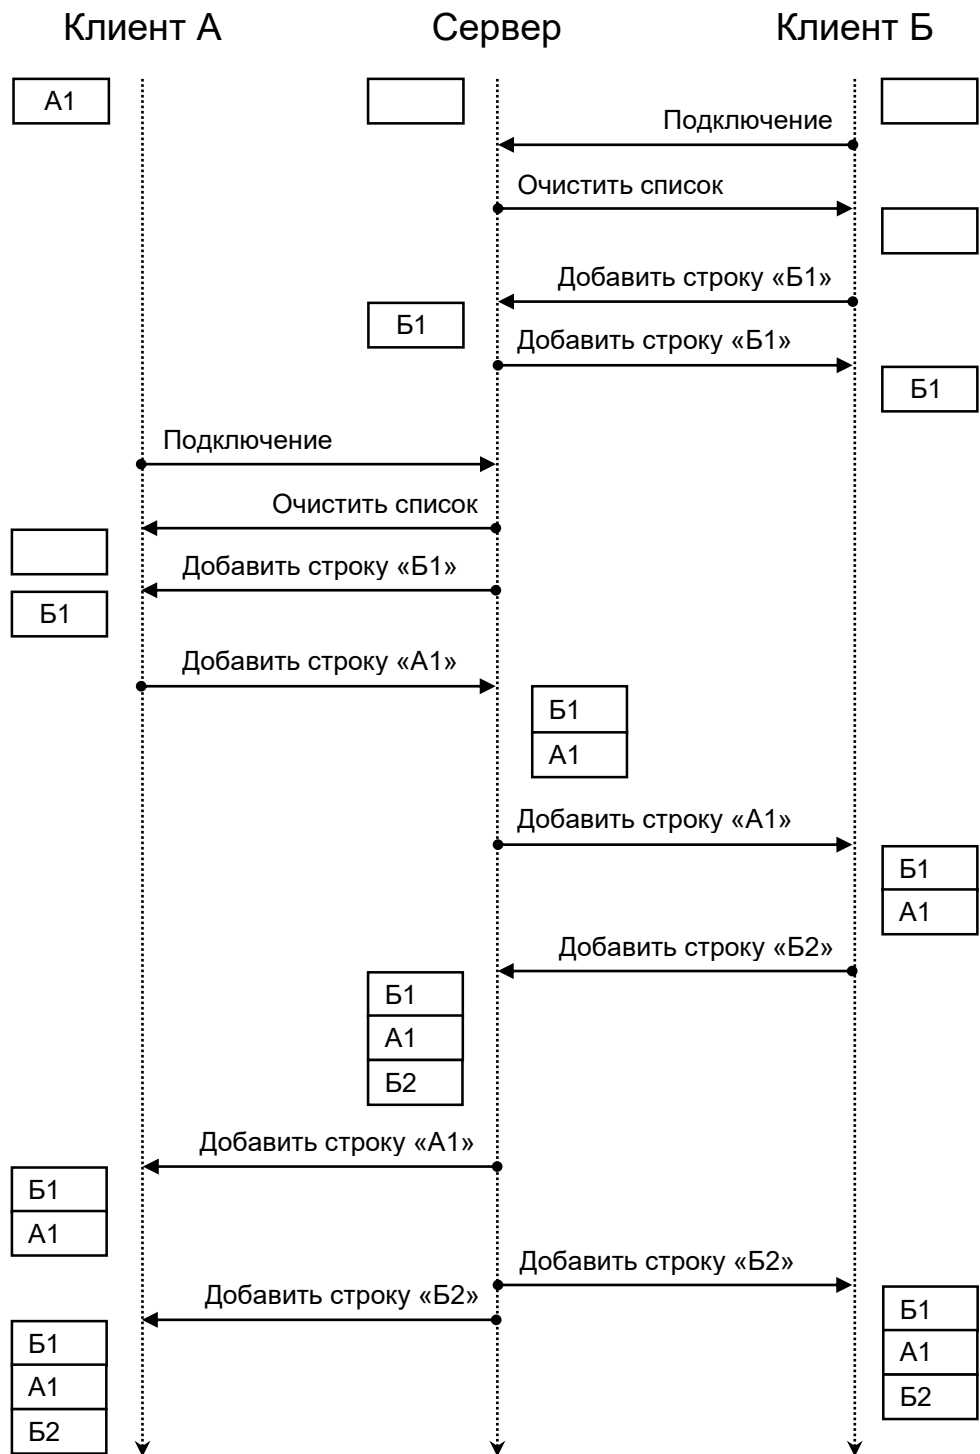 Клиент А
Сервер
Клиент Б
А1
Подключение
Очистить список
Добавить строку «Б1»
Б1
Добавить строку «Б1»
Б1
Подключение
Очистить список
Добавить строку «Б1»
Б1
Добавить строку «А1»
Б1
А1
Добавить строку «А1»
Б1
А1
Добавить строку «Б2»
Б1
А1
Б2
Добавить строку «А1»
Б1
А1
Добавить строку «Б2»
Добавить строку «Б2»
Б1
А1
Б2
Б1
А1
Б2